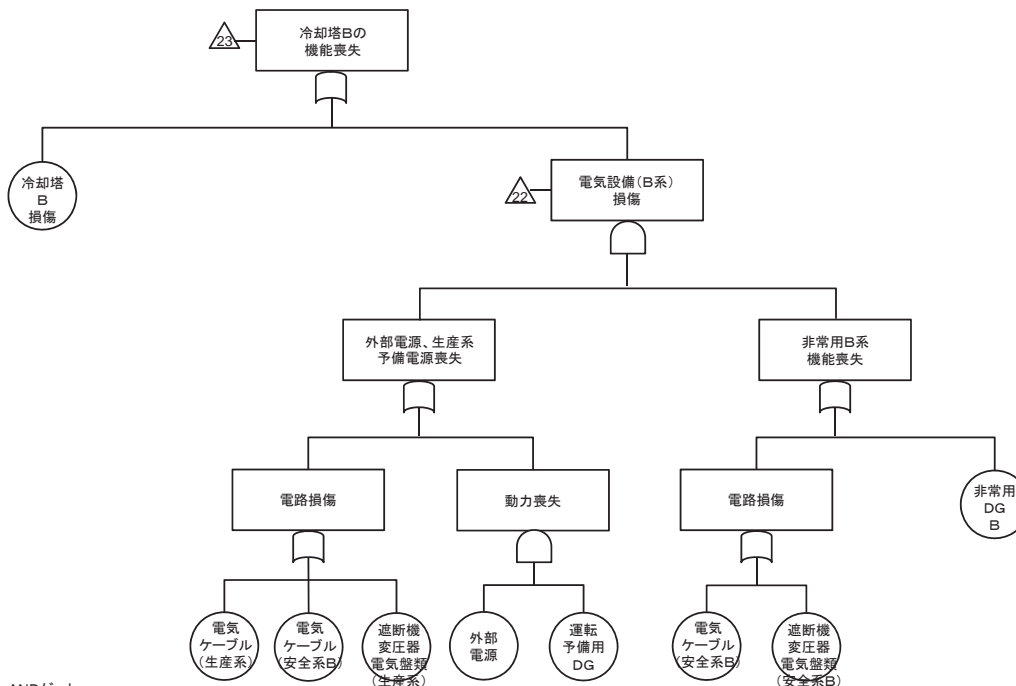 冷却塔Bの
機能喪失
23
冷却塔
B
損傷
電気設備(B系)
損傷
22
外部電源、生産系
予備電源喪失
非常用B系
機能喪失
電路損傷
動力喪失
電路損傷
非常用
DG
B
電気
ケーブル
(生産系)
電気
ケーブル
(安全系B)
遮断機
変圧器
電気盤類
(生産系)
外部
電源
運転
予備用
DG
電気
ケーブル
(安全系B)
遮断機
変圧器
電気盤類
(安全系B)